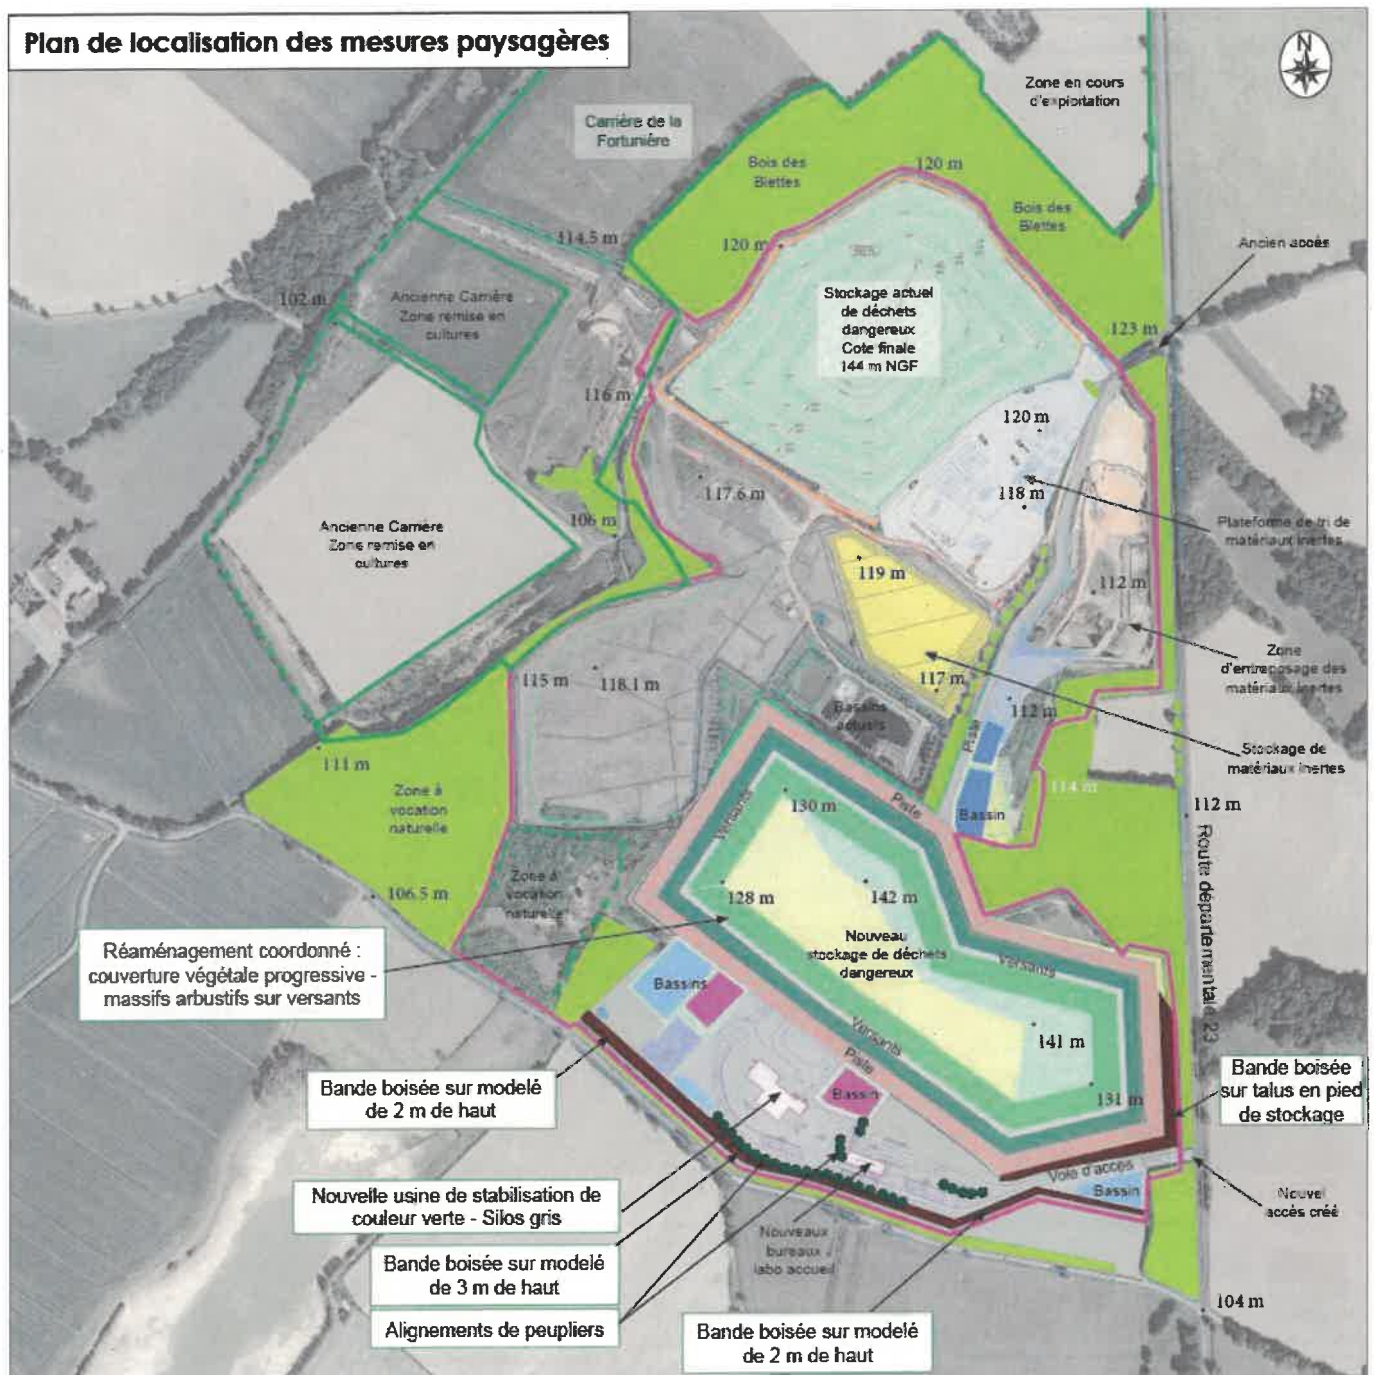 Plan de localisation des mesures paysagères
N
Zone en cours
d'exploitation
Carrière de la
Fortunière
Bois des
Blettes
120 m
Bois des
Blettes
114.5 m
120 m
Ancien accès
102 m
Ancienne Carrière
Zone remise en
cultures
Stockage actuel
de déchets
dangereux
Cote finale
144 m NGF
123 m
116 m
120 m
117.6 m
118 m
106 m
Ancienne Carrière
Zone remise en
cultures
Plateforme de tri de
matériaux inertes
119 m
112 m
Zone
d'entreposage des
matériaux inertes
115 m
118.1 m
117 m
Bassins
actuels
112 m
Piste
Stockage de
matériaux inertes
111 m
Zone à
vocation
naturelle
114 m
130 m
Versants
Piste
Bassin
112 m
Route départementale 23
Zone à
vocation
naturelle
106.5 m
128 m
142 m
Réaménagement coordonné :
couverture végétale progressive -
massifs arbustifs sur versants
Nouveau
stockage de déchets
dangereux
Versants
Bassins
Versants
Piste
141 m
Bande boisée sur modelé
de 2 m de haut
Bassin
131 m
Bande boisée
sur talus en pied
de stockage
Voie d'accès
Bassin
Nouvelle usine de stabilisation de
couleur verte - Silos gris
Nouvel
accès créé
Nouveaux
bureaux
labo accueil
Bande boisée sur modelé
de 3 m de haut
Alignements de peupliers
Bande boisée sur modelé
de 2 m de haut
104 m